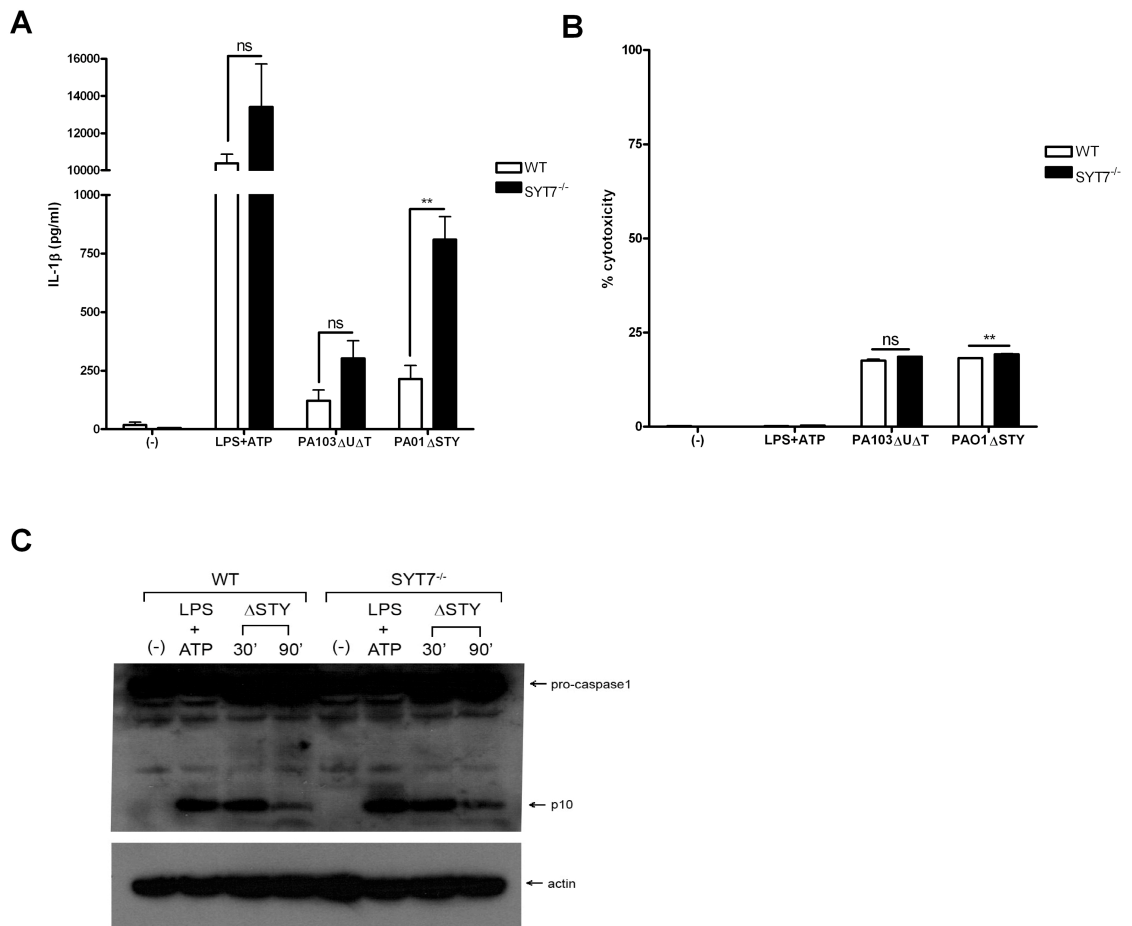 A
16000
14000
12000
10000
1000
750
500
250
0
IL-1β (pg/ml)
ns
ns
**
(-)
LPS+ATP
PA103ΔUΔT
PA01ΔSTY
WT
SYT7-/-
B
100
75
50
25
0
% cytotoxicity
ns
**
(-)
LPS+ATP
PA103ΔUΔT
PAO1ΔSTY
WT
SYT7-/-
C
WT SYT7-/-
LPS ΔSTY LPS ΔSTY
+ +
(-) ATP 30' 90' (-) ATP 30' 90'
pro-caspase1
p10
actin